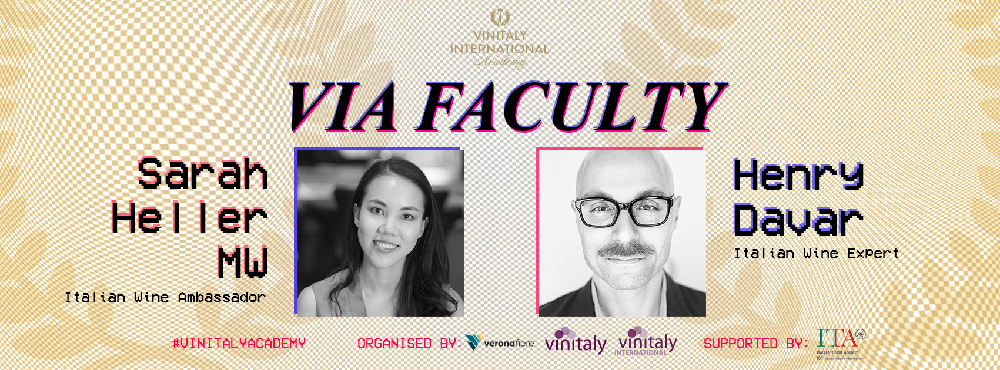 VINITALY
INTERNATIONAL
Academy
VIA FACULTY
Sarah
Heller
MW
Italian Wine Ambassador
Henry
Davar
Italian Wine Expert
#VINITALYACADEMY
ORGANISED BY:
veronafiere
vinitaly
vinitaly
INTERNATIONAL
SUPPORTED BY:
ITA
ITALIAN TRADE AGENCY
ICE - Italian Trade Commission